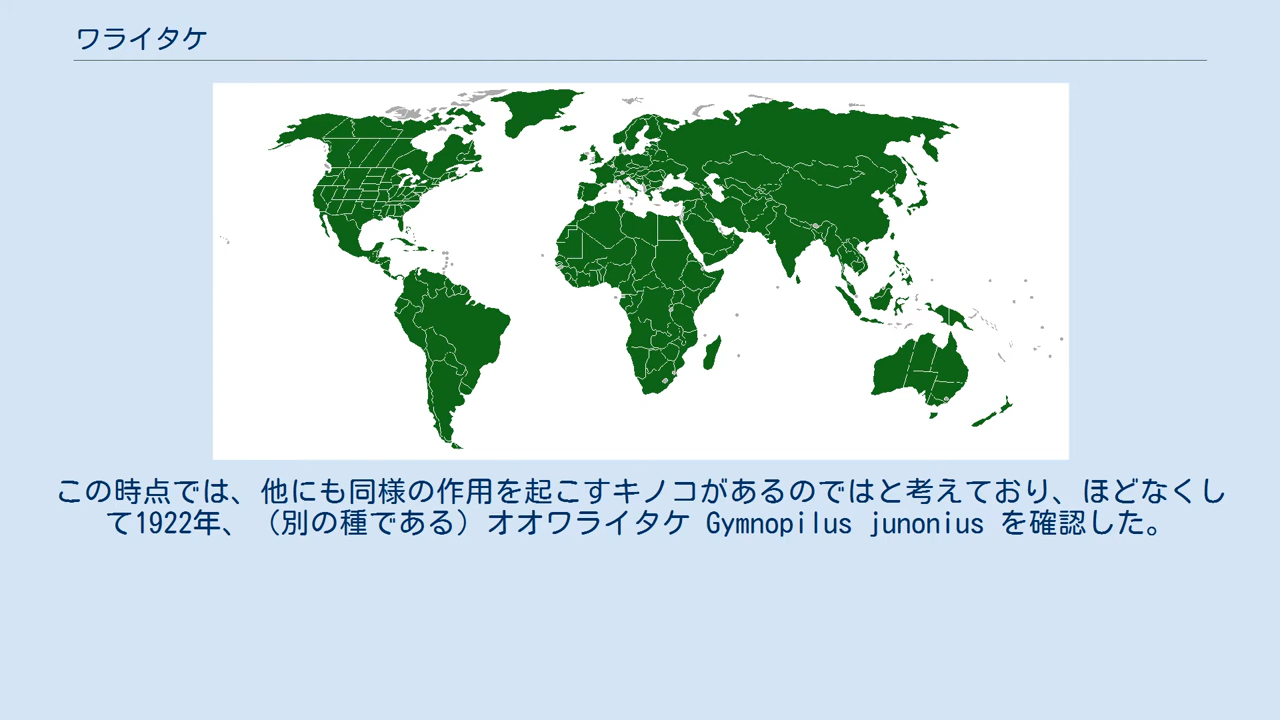 ワライタケ
この時点では、他にも同様の作用を起こすキノコがあるのではと考えており、ほどなくし
て1922年、（別の種である）オオワライタケ Gymnopilus junonius を確認した。